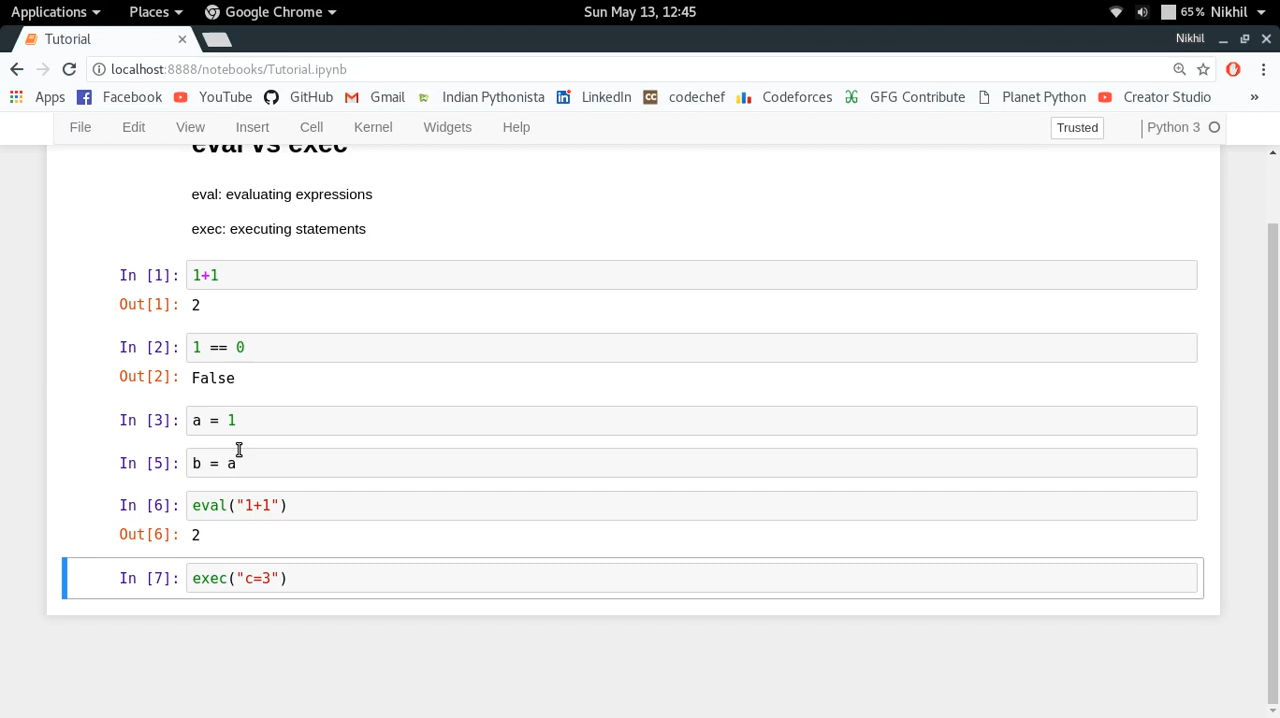 Applications Places Google Chrome Sun May 13, 12:45 65% Nikhil
Tutorial Nikhil
localhost:8888/notebooks/Tutorial.ipynb
Apps Facebook YouTube GitHub Gmail Indian Pythonista LinkedIn codechef Codeforces GFG Contribute Planet Python Creator Studio »
File Edit View Insert Cell Kernel Widgets Help Trusted Python 3
eval vs exec
eval: evaluating expressions
exec: executing statements
In [1]: 1+1
Out[1]: 2
In [2]: 1 == 0
Out[2]: False
In [3]: a = 1
In [5]: b = a
In [6]: eval("1+1")
Out[6]: 2
In [7]: exec("c=3")